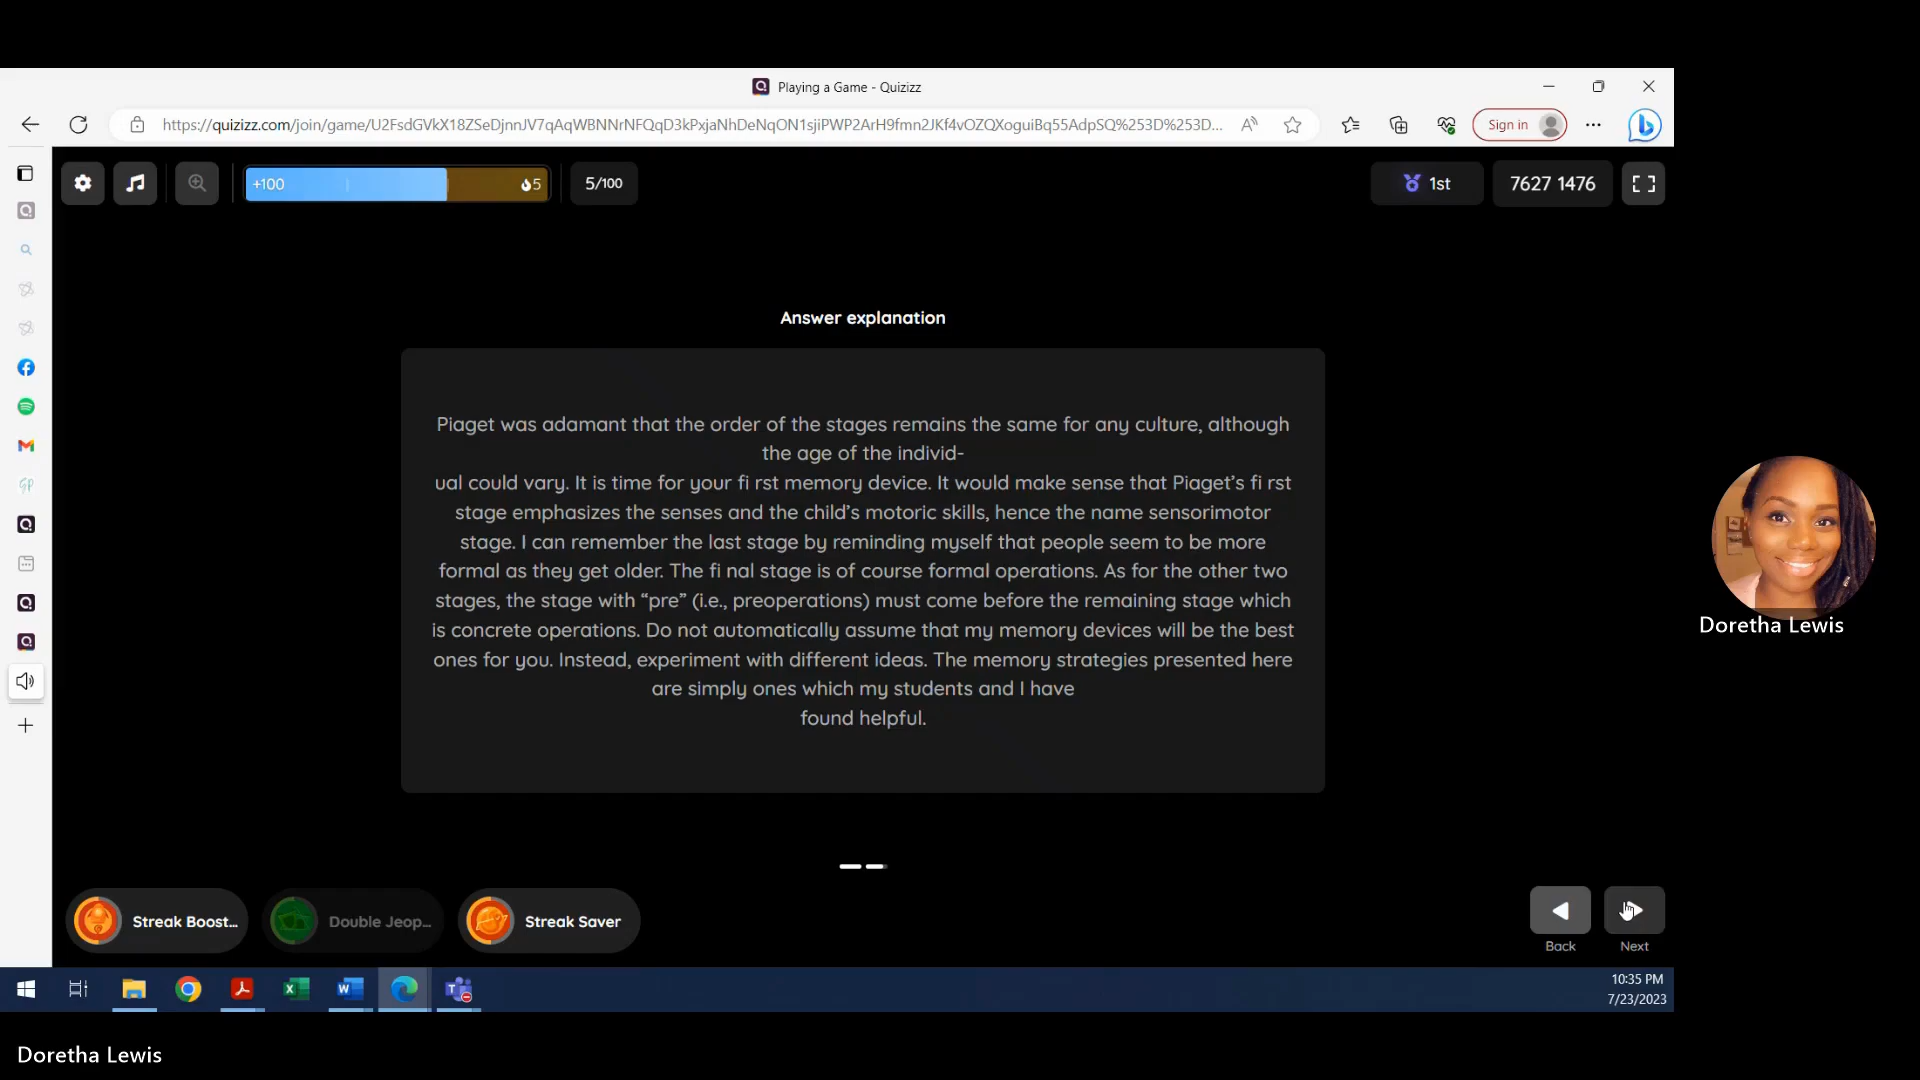 Playing a Game - Quizizz
https://quizizz.com/join/game/U2FsdGVkX18ZSeDjnnJV7qAqWBNNrNFQqD3kPxjaNhDeNqON1sjiPWP2ArH9fmn2JKf4vOZQXoguiBq55AdpSQ%253D%253D...
Sign in
+100
5
5/100
1st
7627 1476
Answer explanation
Piaget was adamant that the order of the stages remains the same for any culture, although
the age of the individ-
ual could vary. It is time for your fi rst memory device. It would make sense that Piaget’s fi rst
stage emphasizes the senses and the child’s motoric skills, hence the name sensorimotor
stage. I can remember the last stage by reminding myself that people seem to be more
formal as they get older. The fi nal stage is of course formal operations. As for the other two
stages, the stage with “pre” (i.e., preoperations) must come before the remaining stage which
is concrete operations. Do not automatically assume that my memory devices will be the best
ones for you. Instead, experiment with different ideas. The memory strategies presented here
are simply ones which my students and I have
found helpful.
Doretha Lewis
Streak Boost...
Double Jeop...
Streak Saver
Back
Next
10:35 PM
7/23/2023
Doretha Lewis